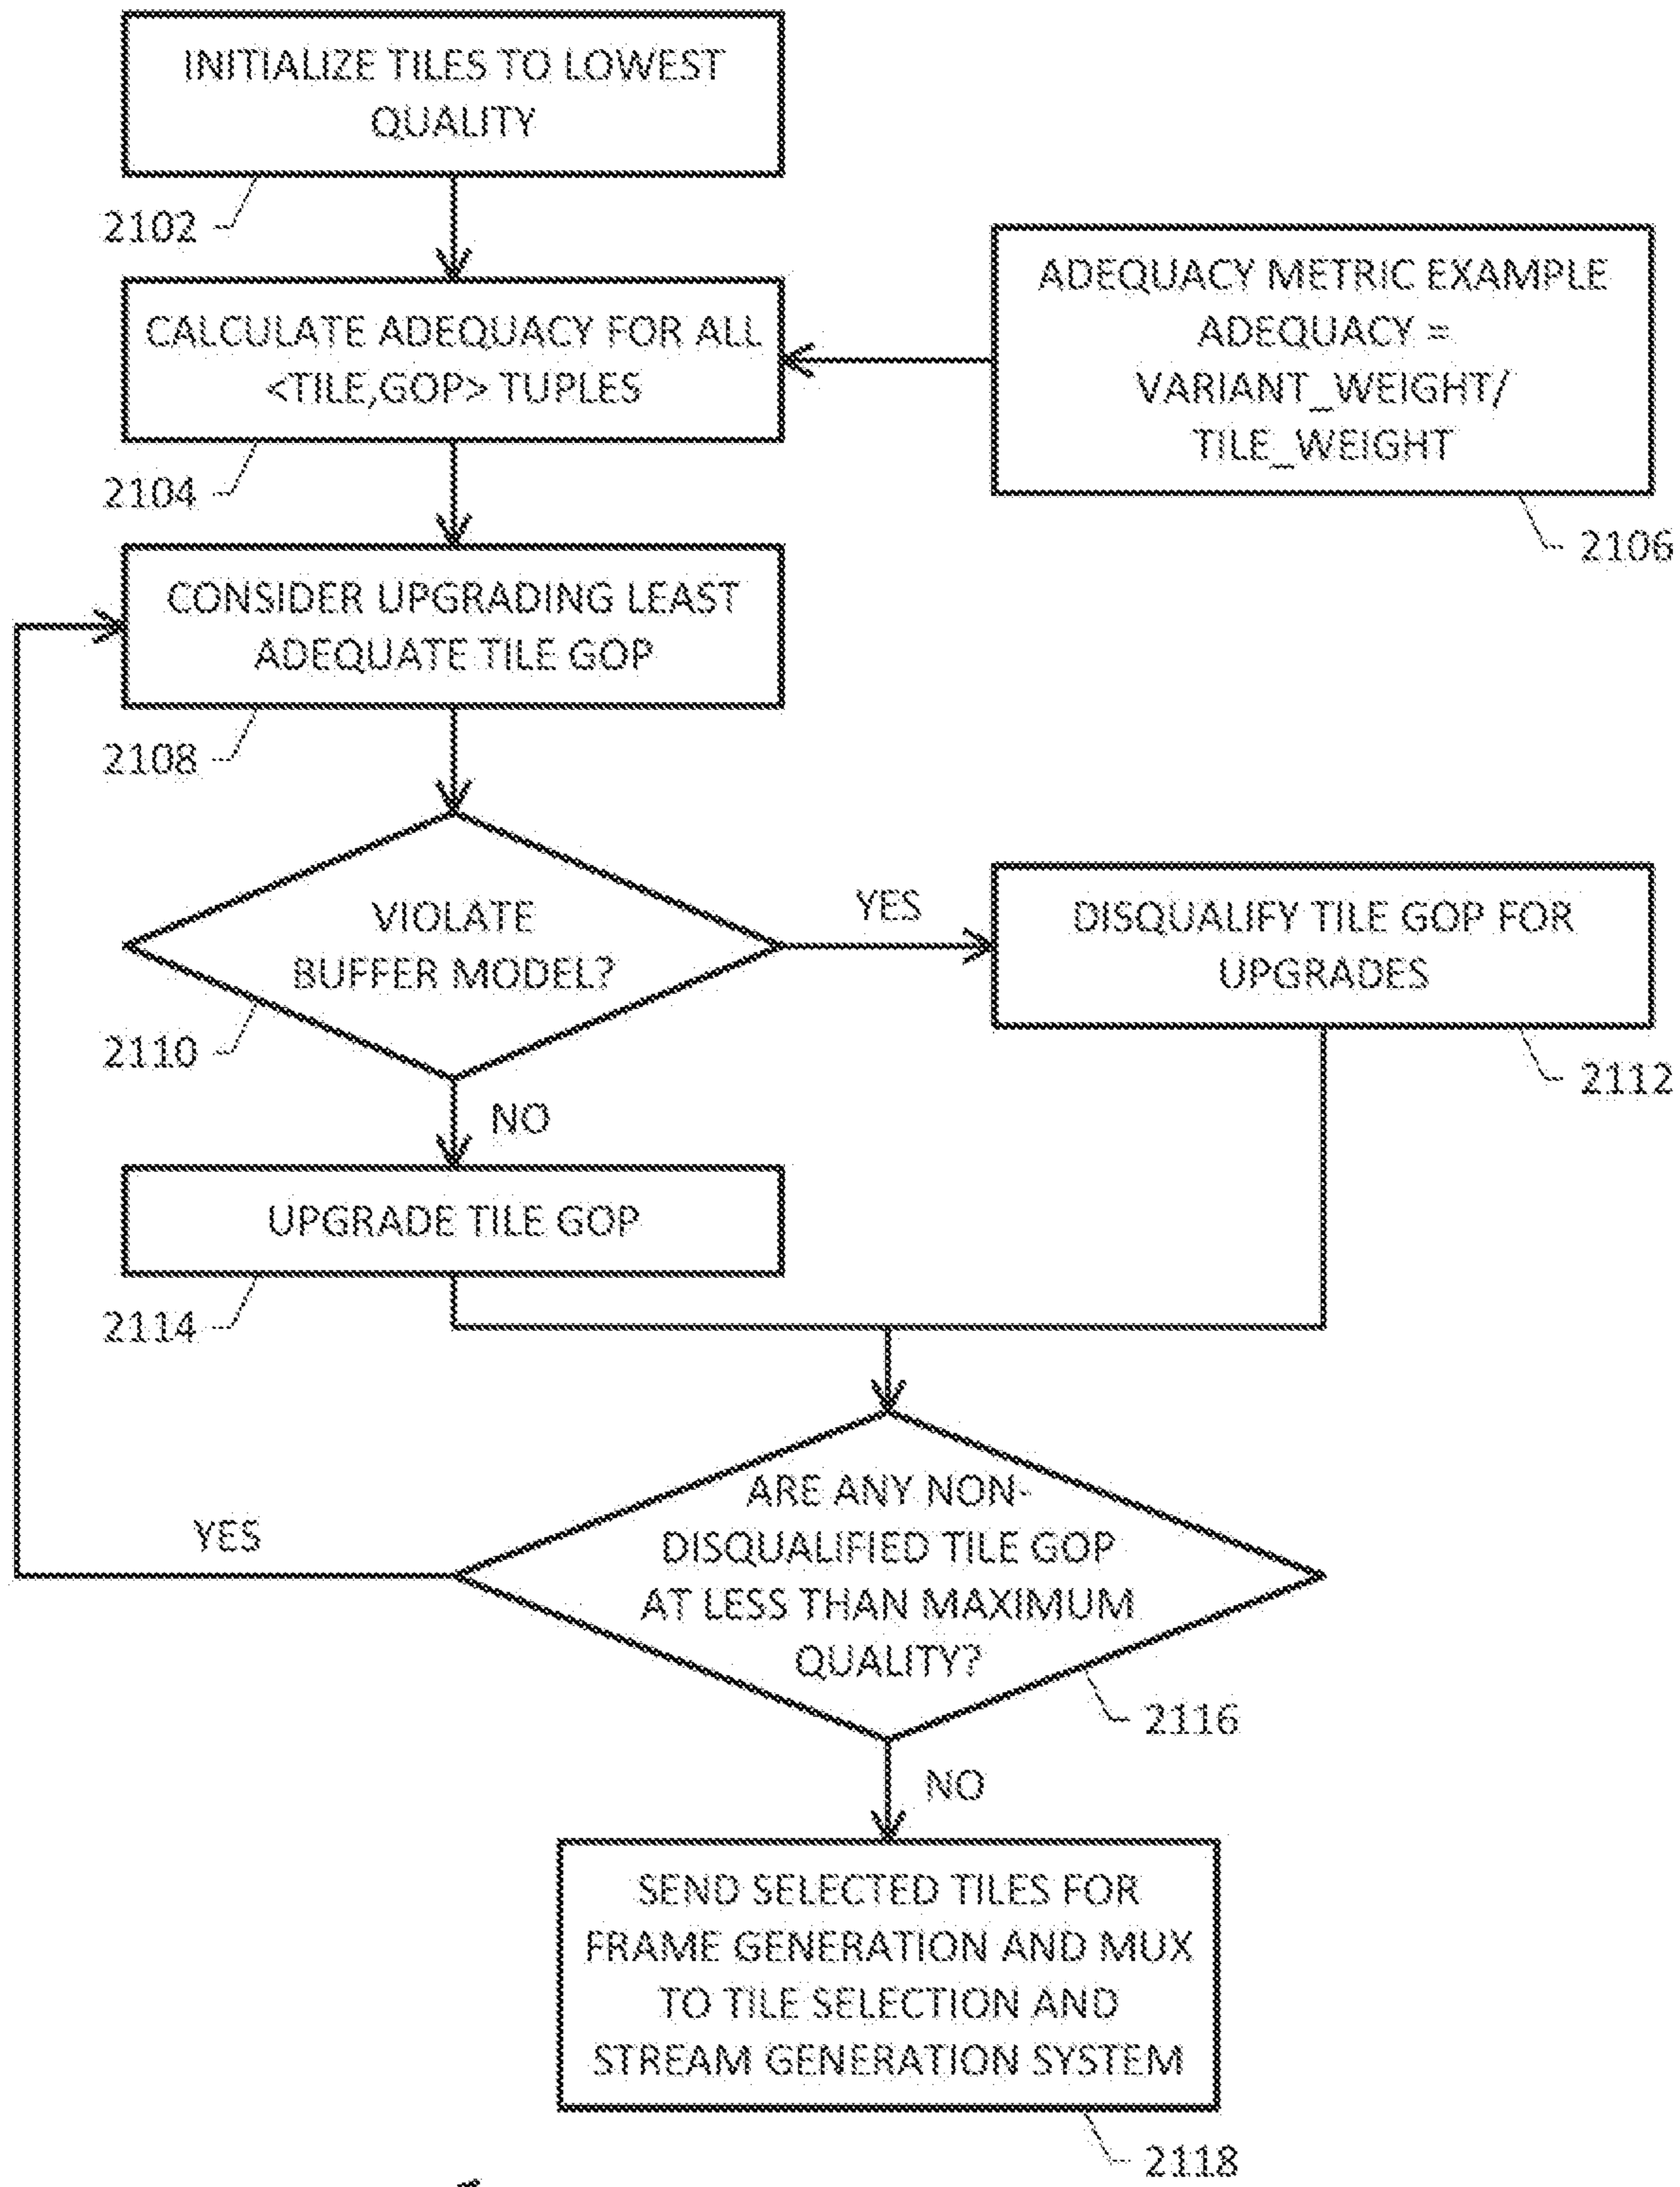 INITIALIZE TILES TO LOWEST
QUALITY
2102
CALCULATE ADEQUACY FOR ALL
<TILE,GOP> TUPLES
2104
ADEQUACY METRIC EXAMPLE
ADEQUACY =
VARIANT_WEIGHT/
TILE_WEIGHT
2106
CONSIDER UPGRADING LEAST
ADEQUATE TILE GOP
2108
VIOLATE
BUFFER MODEL?
2110
YES
DISQUALIFY TILE GOP FOR
UPGRADES
2112
NO
UPGRADE TILE GOP
2114
ARE ANY NON-
DISQUALIFIED TILE GOP
AT LESS THAN MAXIMUM
QUALITY?
2116
YES
NO
SEND SELECTED TILES FOR
FRAME GENERATION AND MUX
TO TILE SELECTION AND
STREAM GENERATION SYSTEM
2118